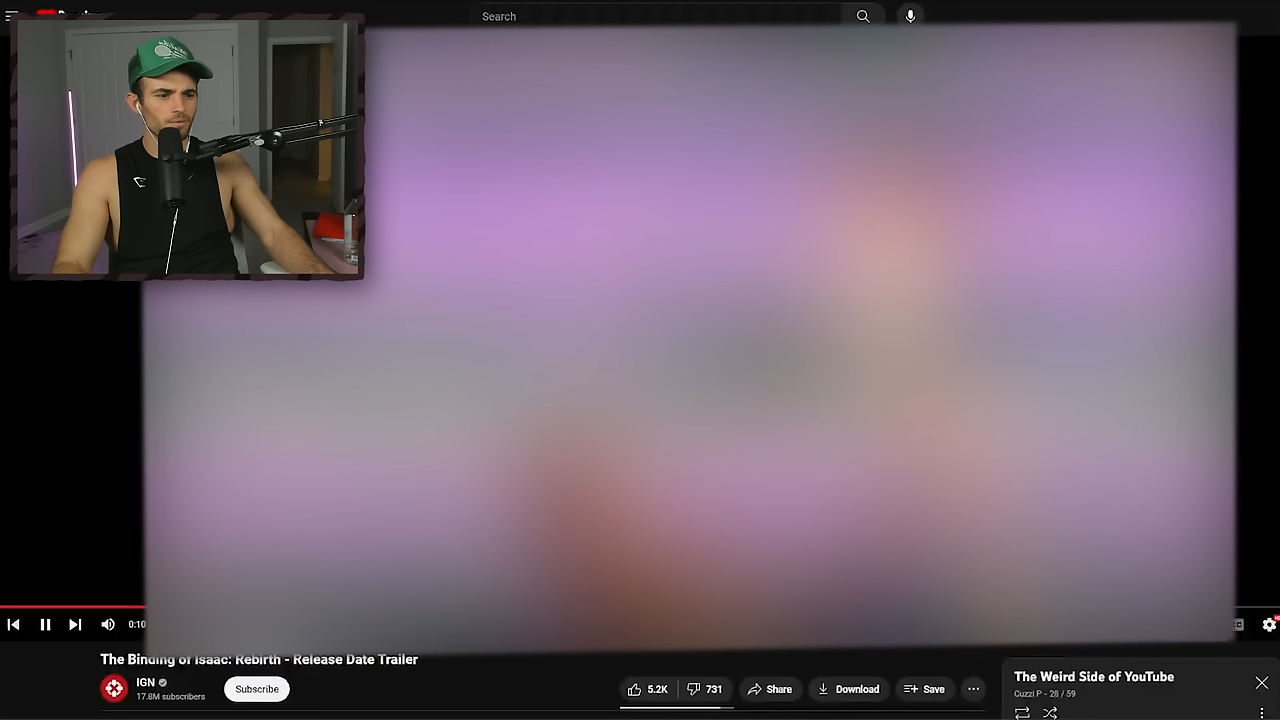 Search
0:10
The Binding of Isaac: Rebirth - Release Date Trailer
IGN
17.8M subscribers
Subscribe
5.2K
731
Share
Download
Save
The Weird Side of YouTube
Cuzzi P - 28 / 59